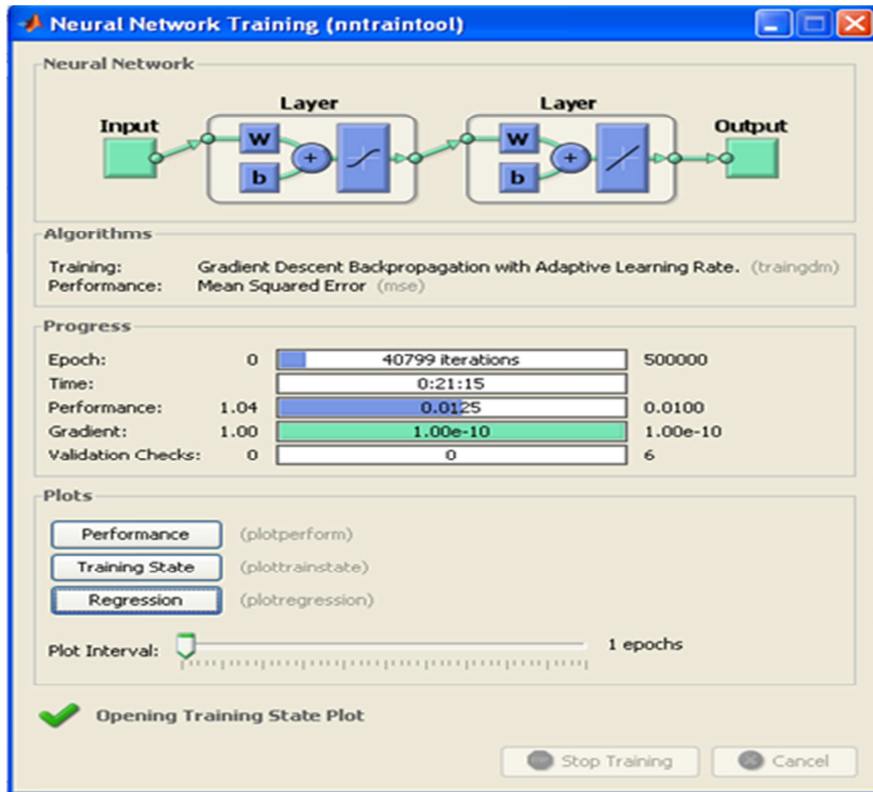 Neural Network Training (nntraintool)
Neural Network
Layer Layer
Input Output
W W
b b
+ +
Algorithms
Training: Gradient Descent Backpropagation with Adaptive Learning Rate. (traingdm)
Performance: Mean Squared Error (mse)
Progress
Epoch: 0 40799 iterations 500000
Time: 0:21:15
Performance: 1.04 0.0125 0.0100
Gradient: 1.00 1.00e-10 1.00e-10
Validation Checks: 0 0 6
Plots
Performance (plotperform)
Training State (plottrainstate)
Regression (plotregression)
Plot Interval: 1 epochs
Opening Training State Plot
Stop Training Cancel